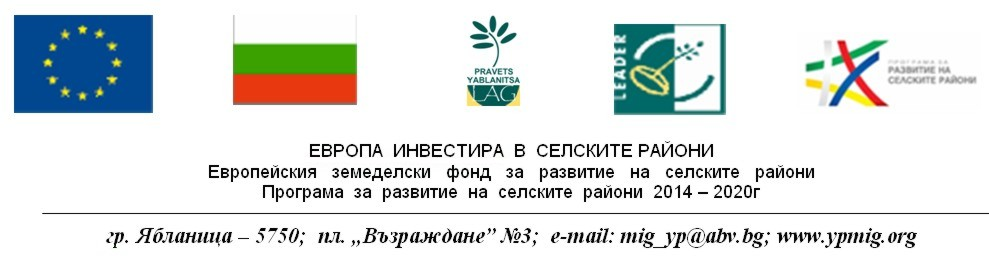 PRAVETS
YABLANITSA
LAG
LEADER
ПРОГРАМА ЗА
РАЗВИТИЕ НА
СЕЛСКИТЕ РАЙОНИ
ЕВРОПА ИНВЕСТИРА В СЕЛСКИТЕ РАЙОНИ
Европейския земеделски фонд за развитие на селските райони
Програма за развитие на селските райони 2014 – 2020г
гр. Ябланица – 5750; пл. „Възраждане” №3; e-mail: mig_yp@abv.bg; www.ypmig.org